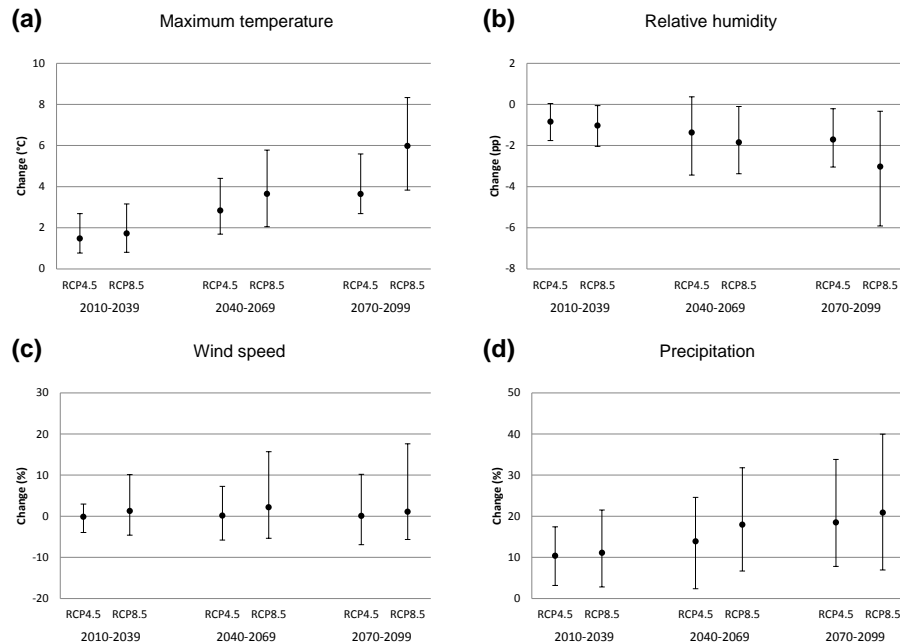 (a) Maximum temperature
Change (°C)
10
8
6
4
2
0
RCP4.5 RCP8.5 RCP4.5 RCP8.5 RCP4.5 RCP8.5
2010-2039 2040-2069 2070-2099
(b) Relative humidity
Change (pp)
2
0
-2
-4
-6
-8
RCP4.5 RCP8.5 RCP4.5 RCP8.5 RCP4.5 RCP8.5
2010-2039 2040-2069 2070-2099
(c) Wind speed
Change (%)
30
20
10
0
-10
-20
RCP4.5 RCP8.5 RCP4.5 RCP8.5 RCP4.5 RCP8.5
2010-2039 2040-2069 2070-2099
(d) Precipitation
Change (%)
50
40
30
20
10
0
RCP4.5 RCP8.5 RCP4.5 RCP8.5 RCP4.5 RCP8.5
2010-2039 2040-2069 2070-2099